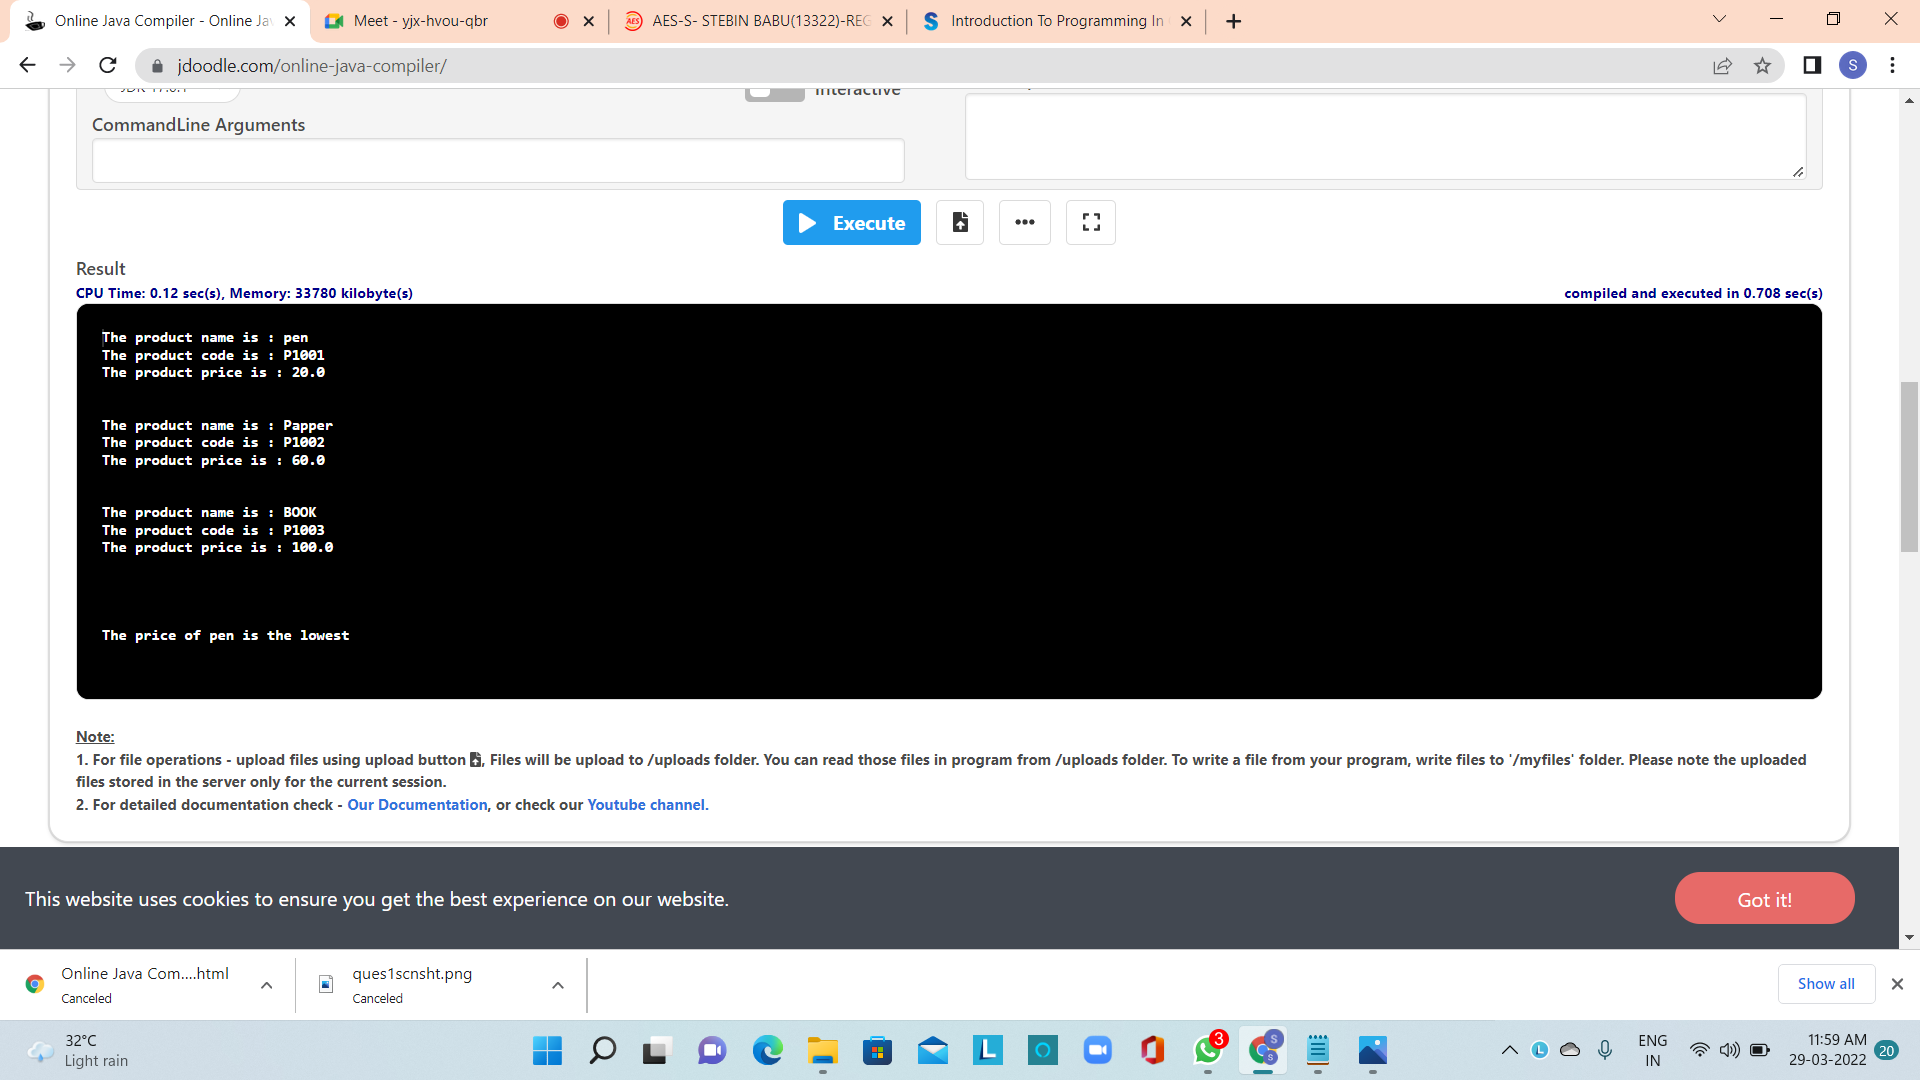 Online Java Compiler - Online Ja
Meet - yjx-hvou-qbr
AES-S- STEBIN BABU(13322)-REG
Introduction To Programming In
jdoodle.com/online-java-compiler/
S
Interactive
CommandLine Arguments
Execute
Result
CPU Time: 0.12 sec(s), Memory: 33780 kilobyte(s)
compiled and executed in 0.708 sec(s)
The product name is : pen
The product code is : P1001
The product price is : 20.0
The product name is : Papper
The product code is : P1002
The product price is : 60.0
The product name is : BOOK
The product code is : P1003
The product price is : 100.0
The price of pen is the lowest
Note:
1. For file operations - upload files using upload button , Files will be upload to /uploads folder. You can read those files in program from /uploads folder. To write a file from your program, write files to '/myfiles' folder. Please note the uploaded
files stored in the server only for the current session.
2. For detailed documentation check - Our Documentation, or check our Youtube channel.
This website uses cookies to ensure you get the best experience on our website.
Got it!
Online Java Com....html
Canceled
ques1scnsht.png
Canceled
Show all
32°C
Light rain
3
ENG
IN
11:59 AM
29-03-2022
20